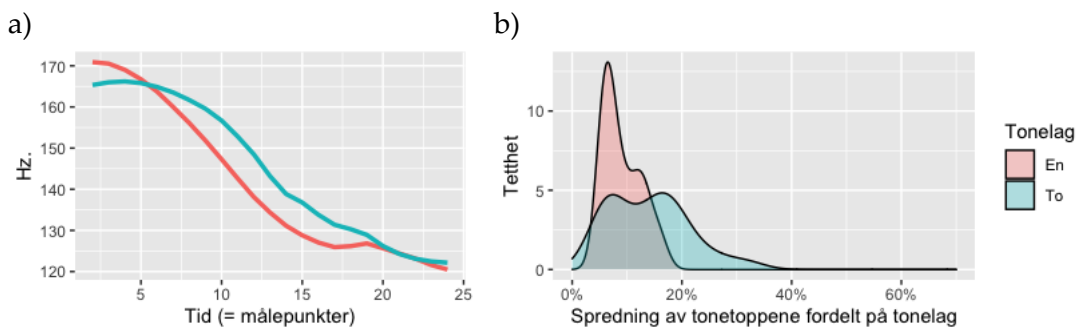 a)
170
160
150
140
130
120
Hz.
5
10
15
20
25
Tid (= målepunkter)
b)
10
5
0
Tetthet
0%
20%
40%
60%
Spredning av tonetoppene fordelt på tonelag
Tonelag
En
To